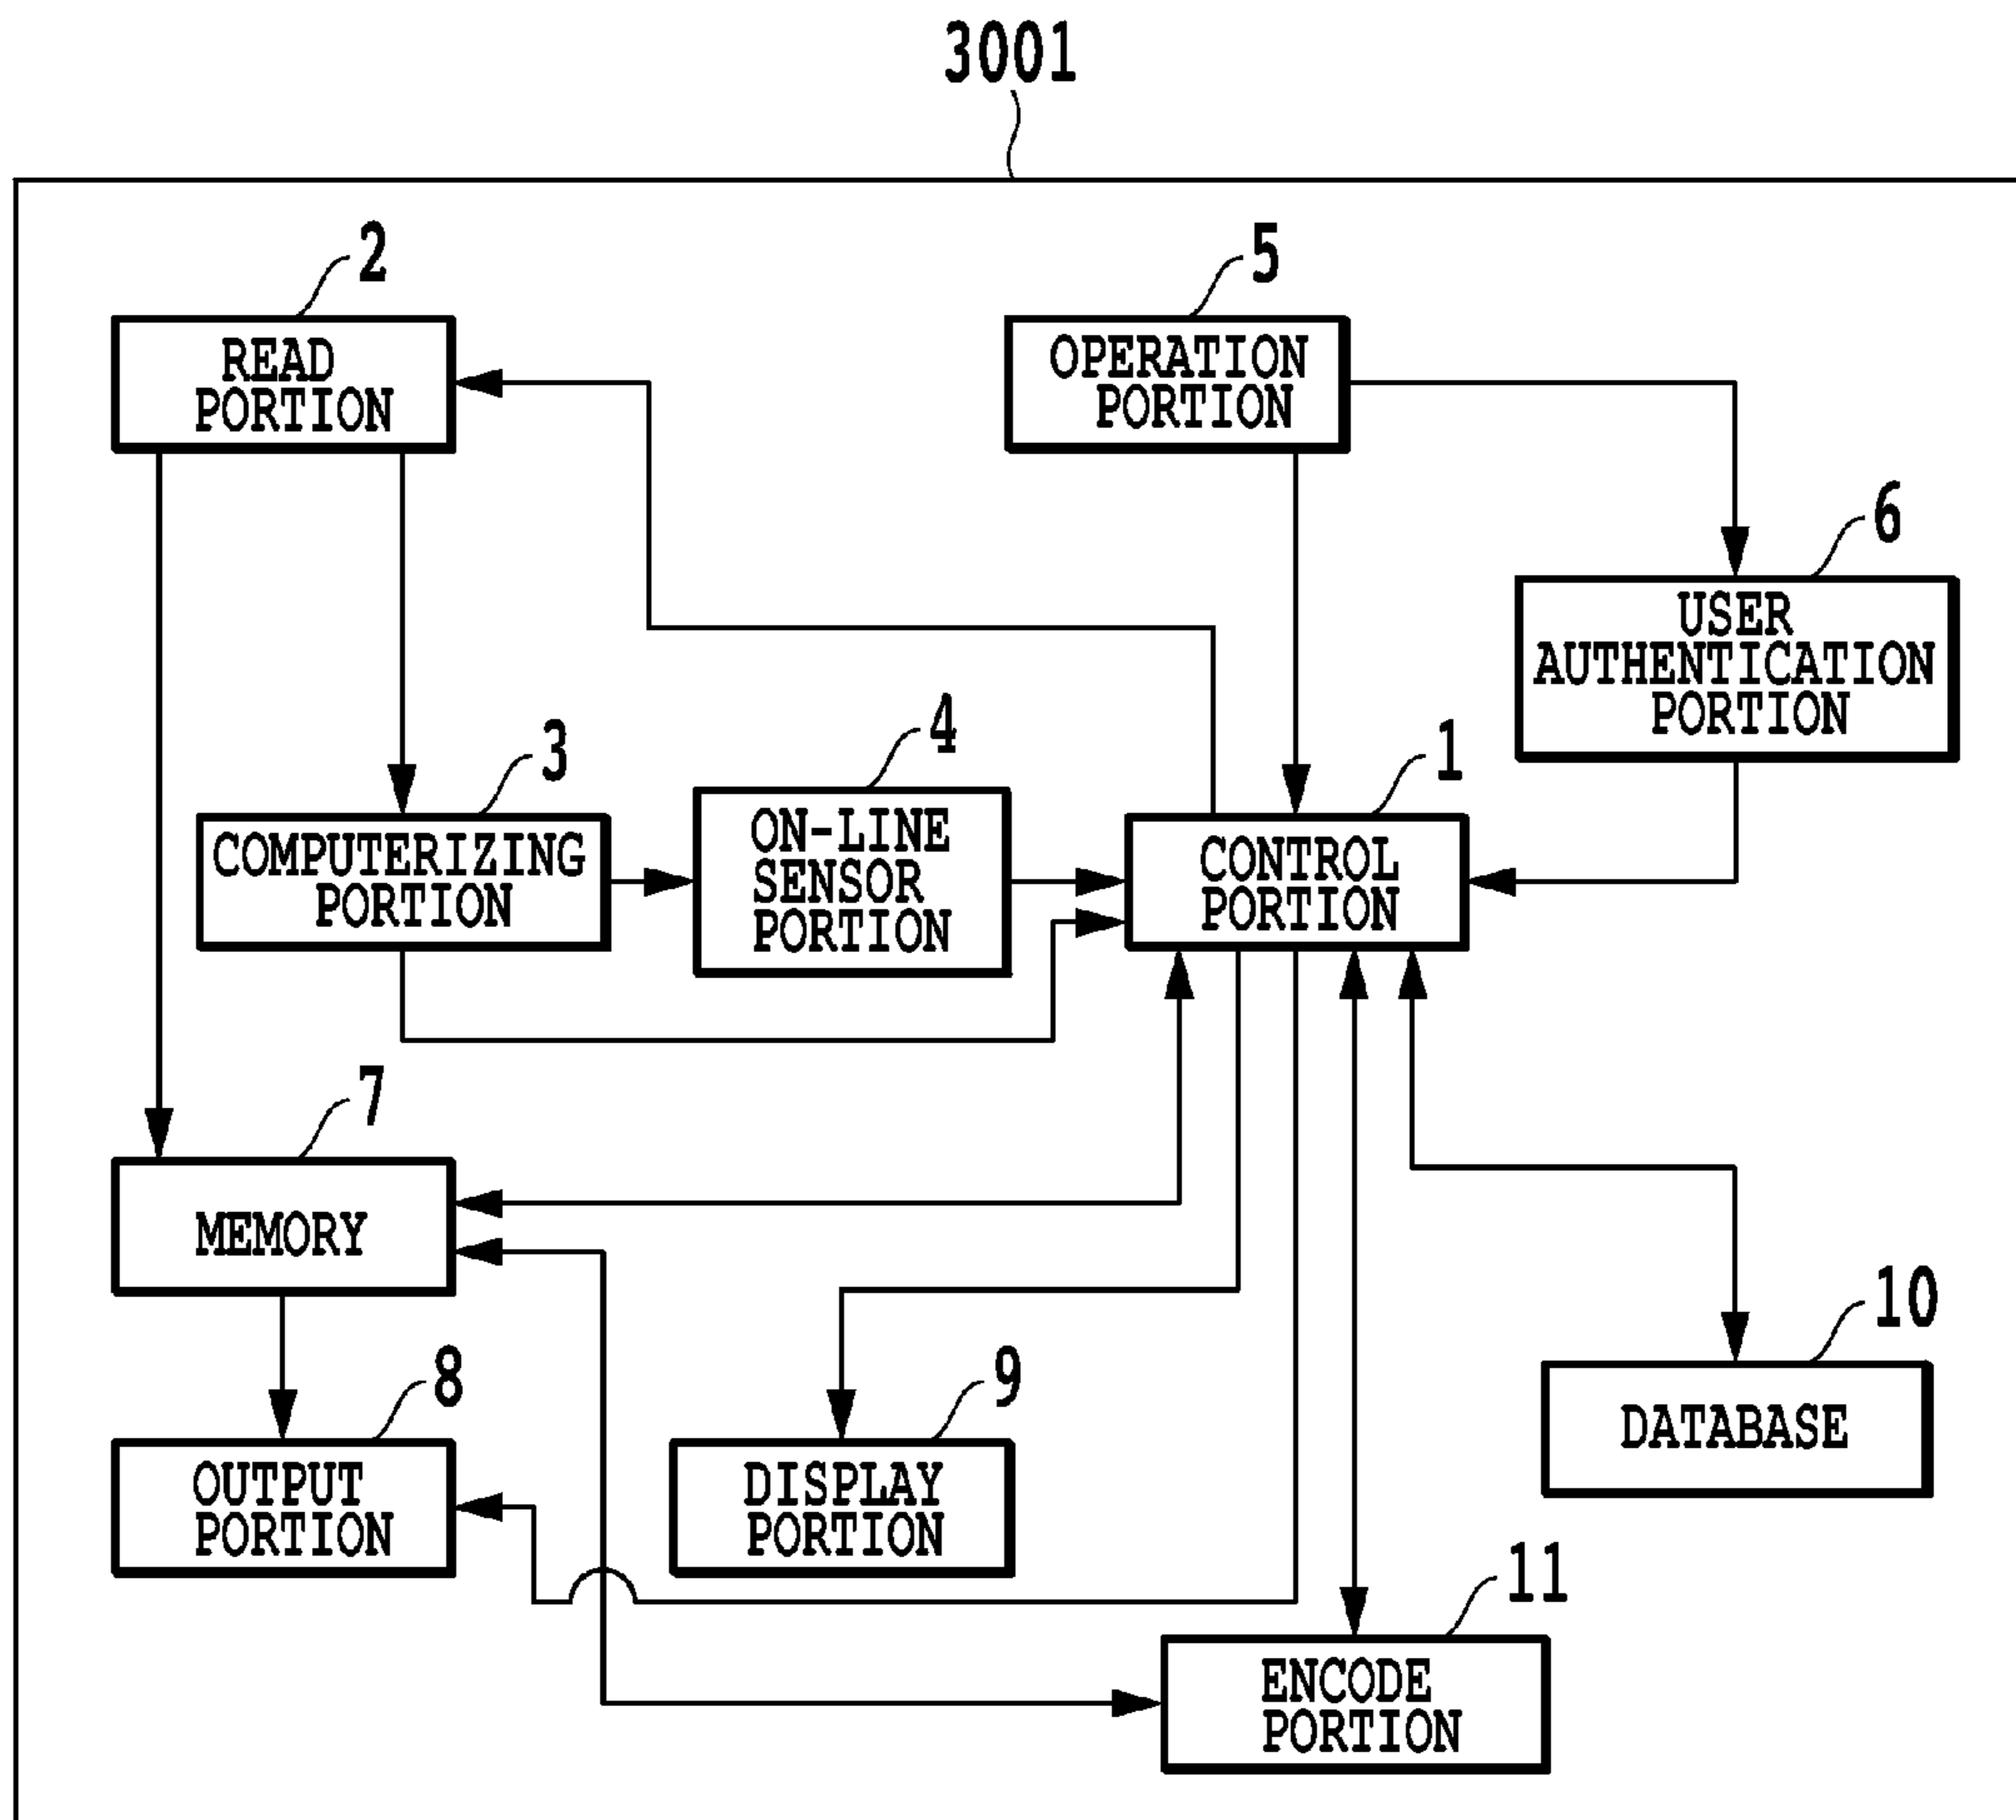 3001
2
5
READ
PORTION
OPERATION
PORTION
6
USER
AUTHENTICATION
PORTION
3
4
1
COMPUTERIZING
PORTION
ON-LINE
SENSOR
PORTION
CONTROL
PORTION
7
MEMORY
10
DATABASE
8
9
OUTPUT
PORTION
DISPLAY
PORTION
11
ENCODE
PORTION